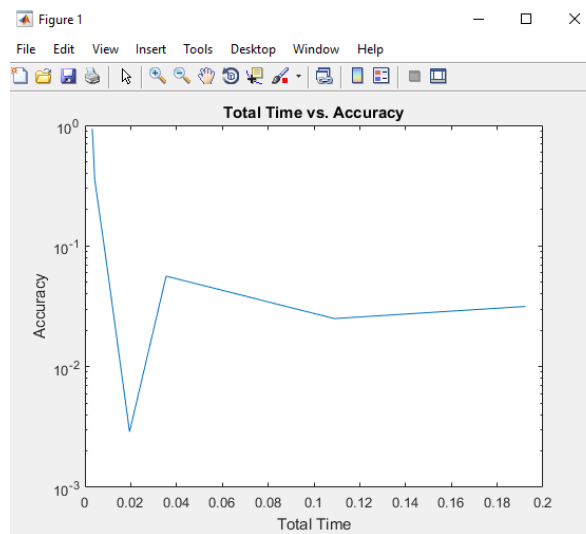 Figure 1
File Edit View Insert Tools Desktop Window Help
Total Time vs. Accuracy
10^0
10^-1
10^-2
10^-3
Accuracy
0 0.02 0.04 0.06 0.08 0.1 0.12 0.14 0.16 0.18 0.2
Total Time